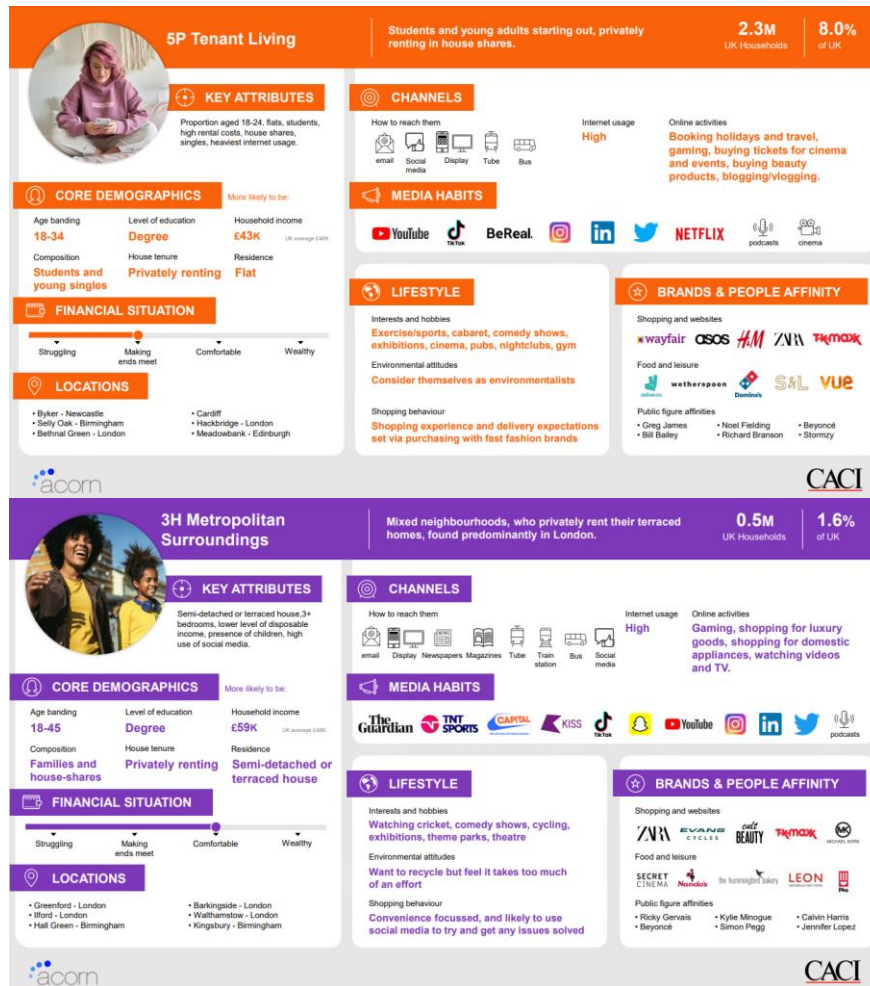 5P Tenant Living
Students and young adults starting out, privately
renting in house shares.
2.3M
UK Households
8.0%
of UK
KEY ATTRIBUTES
Proportion aged 18-24, flats, students,
high rental costs, house shares,
singles, heaviest internet usage.
CHANNELS
How to reach them
email
Social
media
Display
Tube
Bus
Internet usage
High
Online activities
Booking holidays and travel,
gaming, buying tickets for cinema
and events, buying beauty
products, blogging/vlogging.
CORE DEMOGRAPHICS
More likely to be:
Age banding
18-34
Level of education
Degree
Household income
£43K
UK average
Composition
Students and
young singles
House tenure
Privately renting
Residence
Flat
MEDIA HABITS
YouTube
TikTok
BeReal.
in
NETFLIX
podcasts
cinema
FINANCIAL SITUATION
Struggling
Making
ends meet
Comfortable
Wealthy
LOCATIONS
• Byker - Newcastle
• Selly Oak - Birmingham
• Bethnal Green - London
• Cardiff
• Hackbridge - London
• Meadowbank - Edinburgh
LIFESTYLE
Interests and hobbies
Exercise/sports, cabaret, comedy shows,
exhibitions, cinema, pubs, nightclubs, gym
Environmental attitudes
Consider themselves as environmentalists
Shopping behaviour
Shopping experience and delivery expectations
set via purchasing with fast fashion brands
BRANDS & PEOPLE AFFINITY
Shopping and websites
wayfair
asos
H&M
ZARA
TK maxx
Food and leisure
deliveroo
wetherspoon
Domino's
S&L
VUE
Public figure affinities
• Greg James
• Bill Bailey
• Noel Fielding
• Richard Branson
• Beyoncé
• Stormzy
acorn
CACI
3H Metropolitan
Surroundings
Mixed neighbourhoods, who privately rent their terraced
homes, found predominantly in London.
0.5M
UK Households
1.6%
of UK
KEY ATTRIBUTES
Semi-detached or terraced house,3+
bedrooms, lower level of disposable
income, presence of children, high
use of social media.
CHANNELS
How to reach them
email
Display
Newspapers
Magazines
Tube
Train
station
Bus
Social
media
Internet usage
High
Online activities
Gaming, shopping for luxury
goods, shopping for domestic
appliances, watching videos
and TV.
CORE DEMOGRAPHICS
More likely to be:
Age banding
18-45
Level of education
Degree
Household income
£59K
UK average
Composition
Families and
house-shares
House tenure
Privately renting
Residence
Semi-detached or
terraced house
MEDIA HABITS
The
Guardian
TNT
SPORTS
CAPITAL
KISS
TikTok
YouTube
in
podcasts
FINANCIAL SITUATION
Struggling
Making
ends meet
Comfortable
Wealthy
LOCATIONS
• Greenford - London
• Ilford - London
• Hall Green - Birmingham
• Barkingside - London
• Walthamstow - London
• Kingsbury - Birmingham
LIFESTYLE
Interests and hobbies
Watching cricket, comedy shows, cycling,
exhibitions, theme parks, theatre
Environmental attitudes
Want to recycle but feel it takes too much
of an effort
Shopping behaviour
Convenience focussed, and likely to use
social media to try and get any issues solved
BRANDS & PEOPLE AFFINITY
Shopping and websites
ZARA
EVANS
CYCLES
cult
BEAUTY
TK maxx
MK
MICHAEL KORS
Food and leisure
SECRET
CINEMA
Nando's
the hummingbird bakery
LEON
Pho
Public figure affinities
• Ricky Gervais
• Beyoncé
• Kylie Minogue
• Simon Pegg
• Calvin Harris
• Jennifer Lopez
acorn
CACI